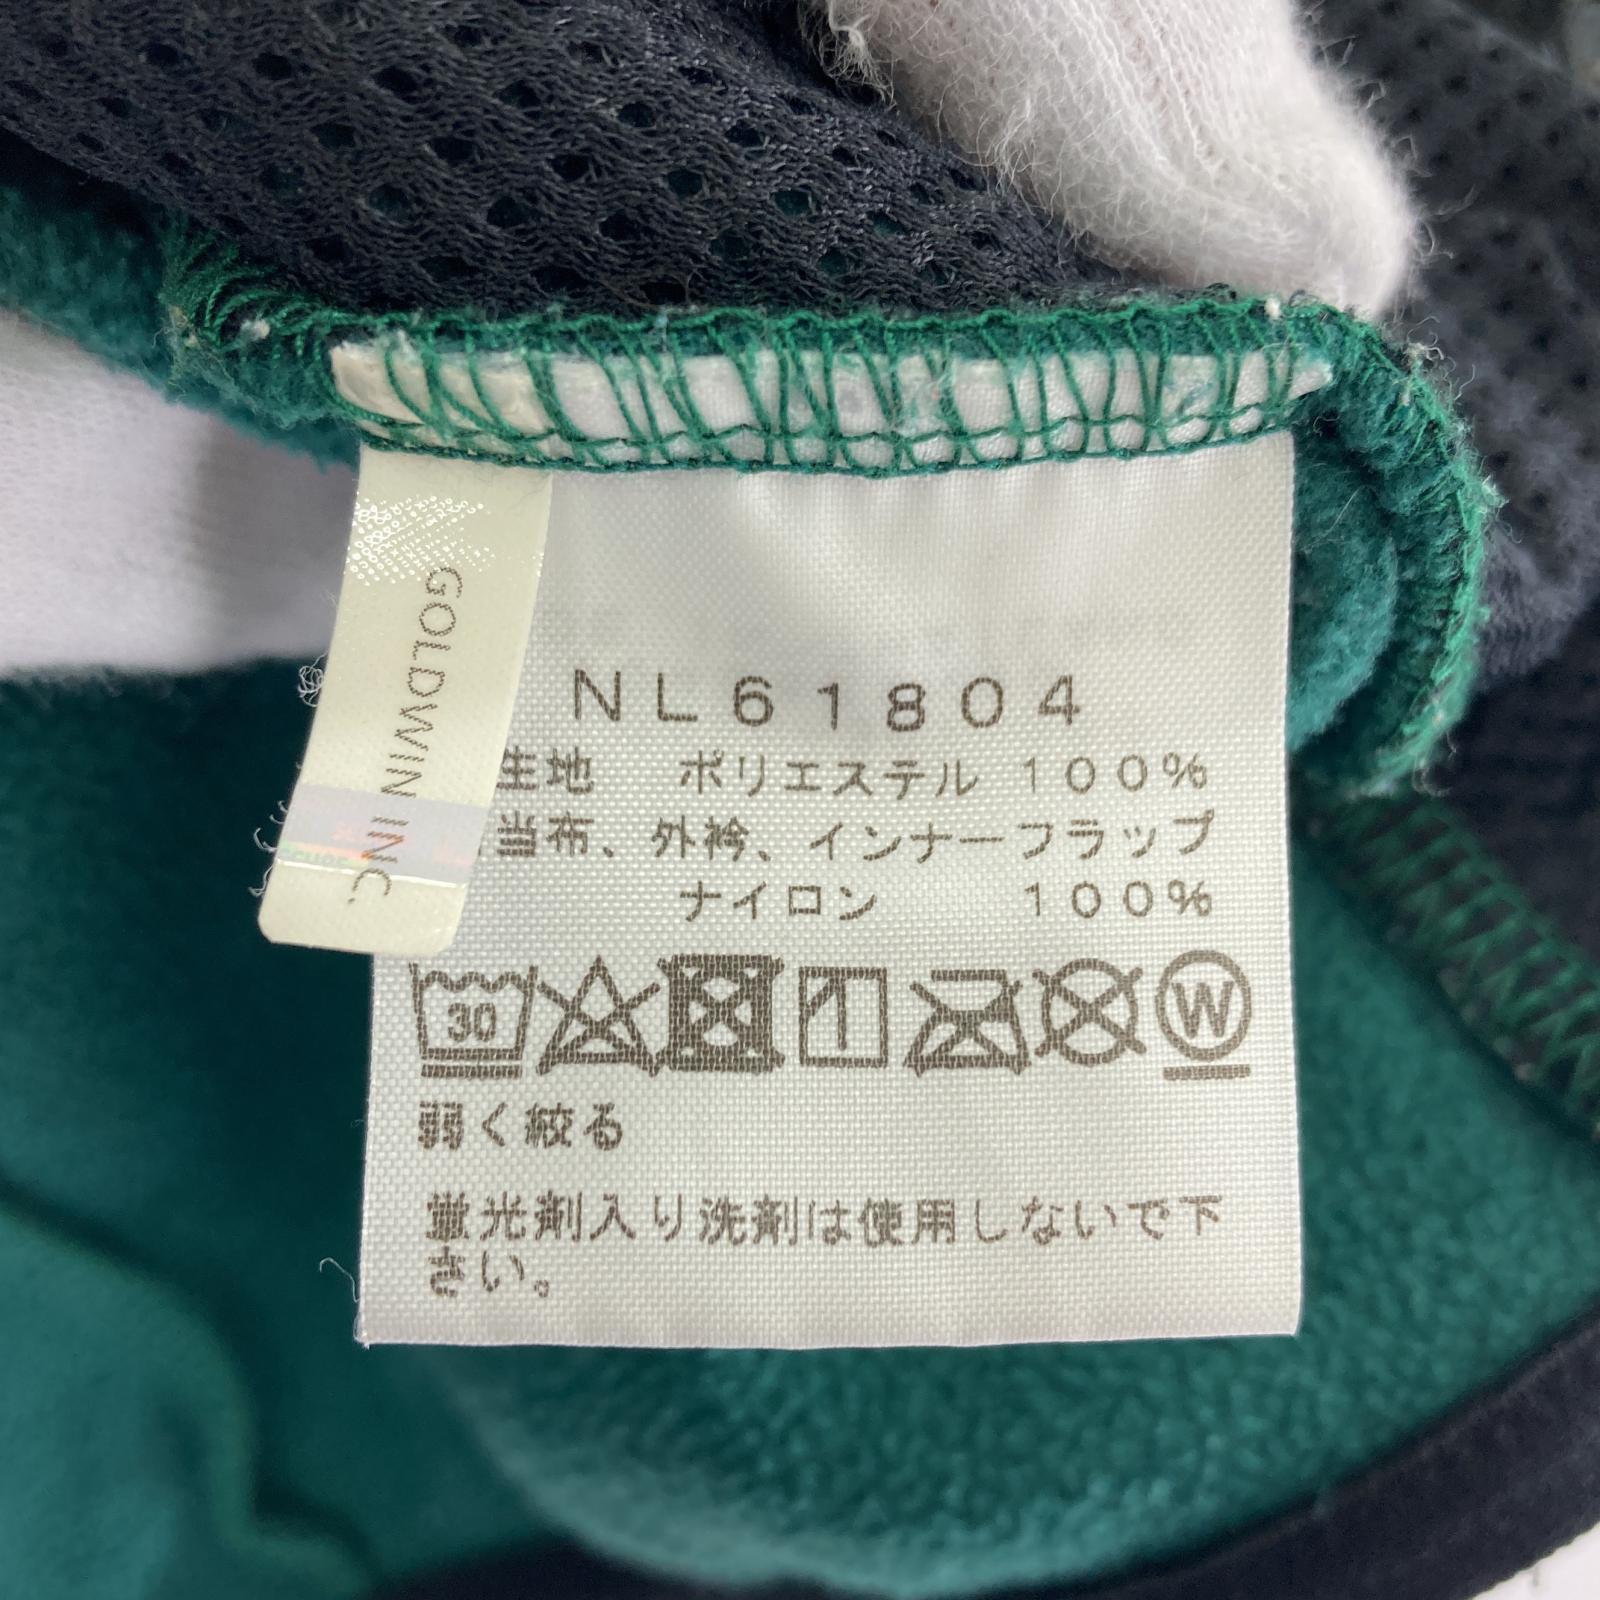 GOLDWIN INC.
NL61804
生地 ポリエステル 100%
当布、外衿、インナーフラップ
ナイロン 100%
30
W
弱く絞る
蛍光剤入り洗剤は使用しないで下
さい。